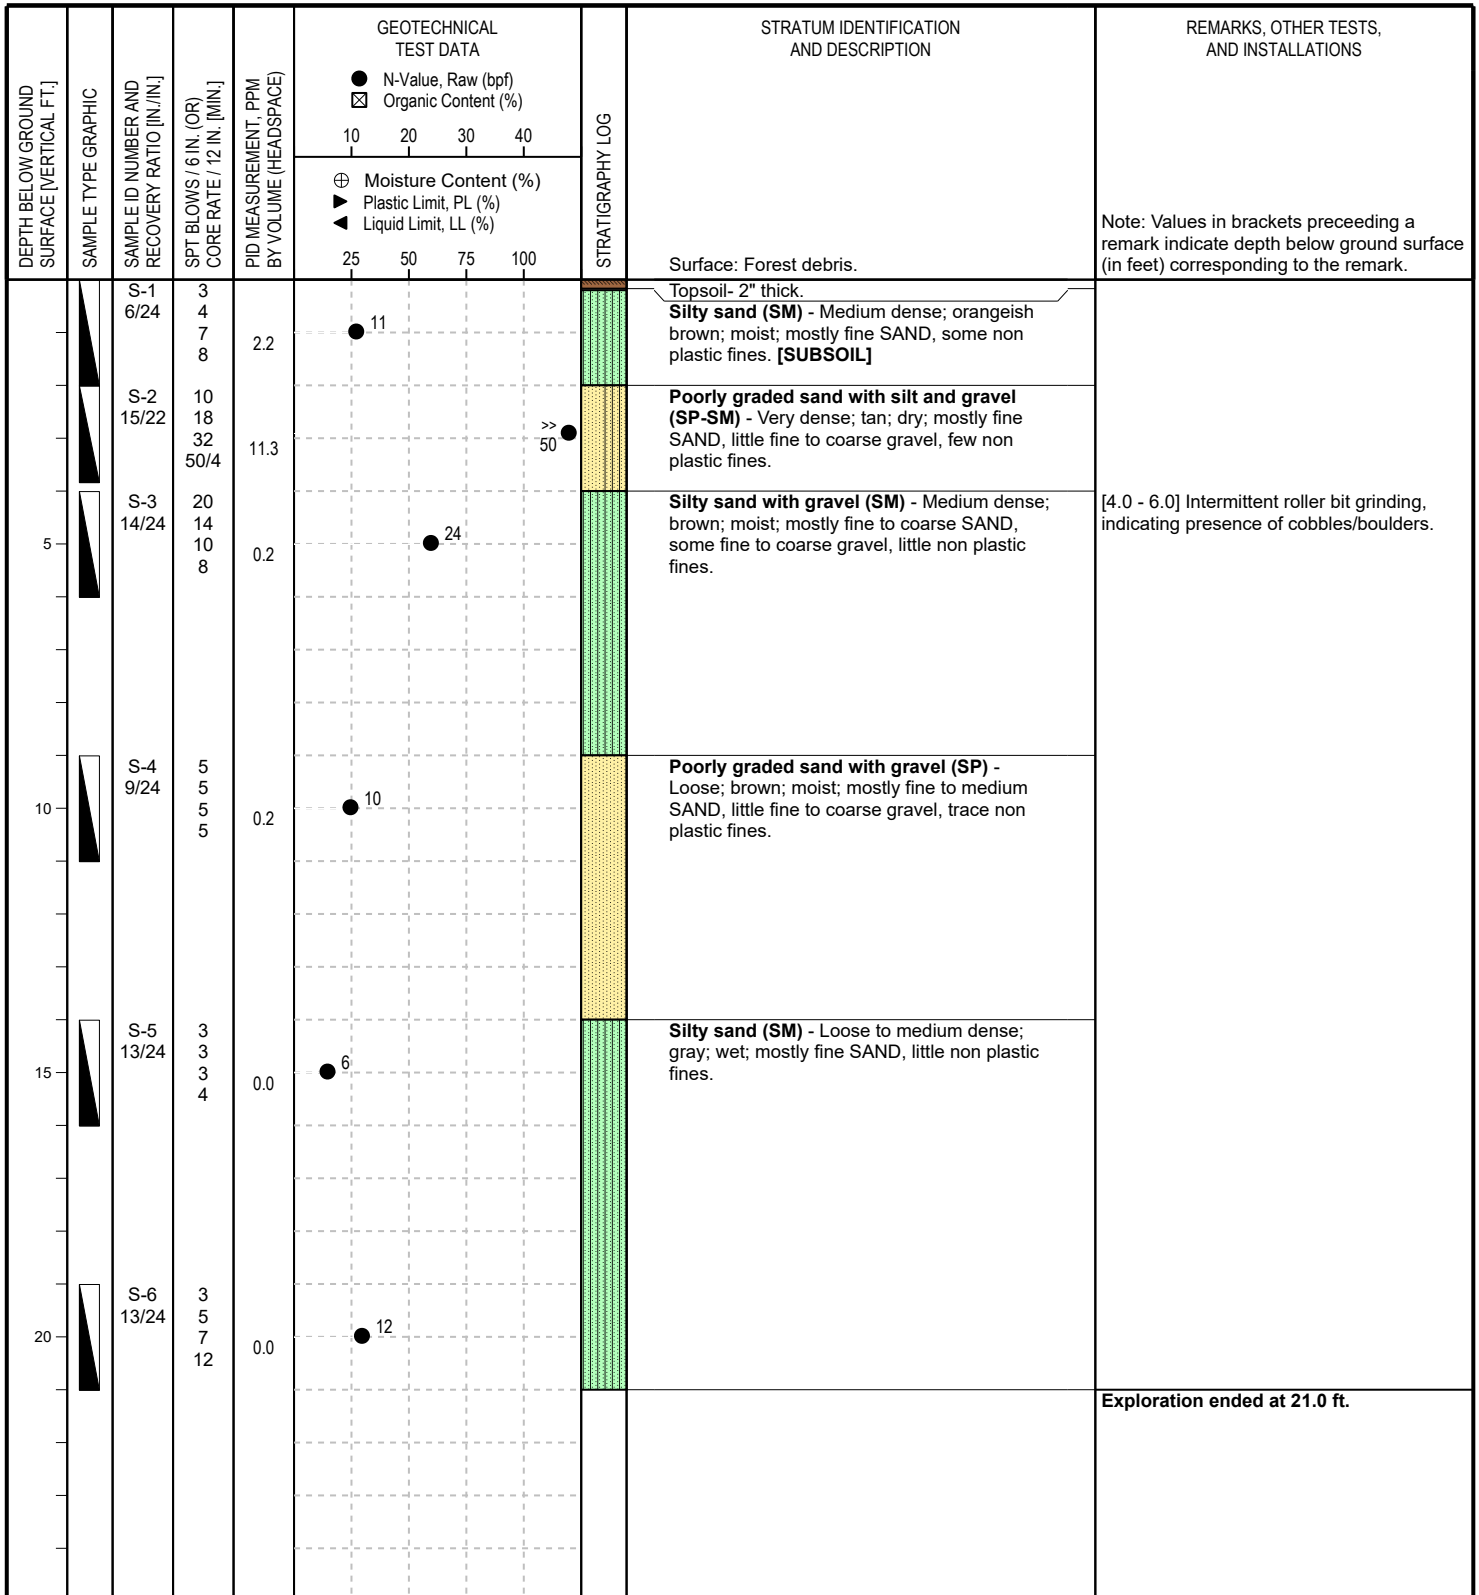 GEOTECHNICAL
TEST DATA
N-Value, Raw (bpf)
Organic Content (%)
10 20 30 40
Moisture Content (%)
Plastic Limit, PL (%)
Liquid Limit, LL (%)
25 50 75 100
DEPTH BELOW GROUND
SURFACE [VERTICAL FT.]
SAMPLE TYPE GRAPHIC
SAMPLE ID NUMBER AND
RECOVERY RATIO [IN./IN.]
SPT BLOWS / 6 IN. (OR)
CORE RATE / 12 IN. [MIN.]
PID MEASUREMENT, PPM
BY VOLUME (HEADSPACE)
STRATIGRAPHY LOG
STRATUM IDENTIFICATION
AND DESCRIPTION
Surface: Forest debris.
REMARKS, OTHER TESTS,
AND INSTALLATIONS
Note: Values in brackets preceeding a
remark indicate depth below ground surface
(in feet) corresponding to the remark.
S-1
6/24
3
4
7
8
2.2
11
Topsoil- 2" thick.
Silty sand (SM) - Medium dense; orangeish
brown; moist; mostly fine SAND, some non
plastic fines. [SUBSOIL]
S-2
15/22
10
18
32
50/4
11.3
>>
50
Poorly graded sand with silt and gravel
(SP-SM) - Very dense; tan; dry; mostly fine
SAND, little fine to coarse gravel, few non
plastic fines.
5
S-3
14/24
20
14
10
8
0.2
24
Silty sand with gravel (SM) - Medium dense;
brown; moist; mostly fine to coarse SAND,
some fine to coarse gravel, little non plastic
fines.
[4.0 - 6.0] Intermittent roller bit grinding,
indicating presence of cobbles/boulders.
10
S-4
9/24
5
5
5
5
0.2
10
Poorly graded sand with gravel (SP) -
Loose; brown; moist; mostly fine to medium
SAND, little fine to coarse gravel, trace non
plastic fines.
15
S-5
13/24
3
3
3
4
0.0
6
Silty sand (SM) - Loose to medium dense;
gray; wet; mostly fine SAND, little non plastic
fines.
20
S-6
13/24
3
5
7
12
0.0
12
Exploration ended at 21.0 ft.